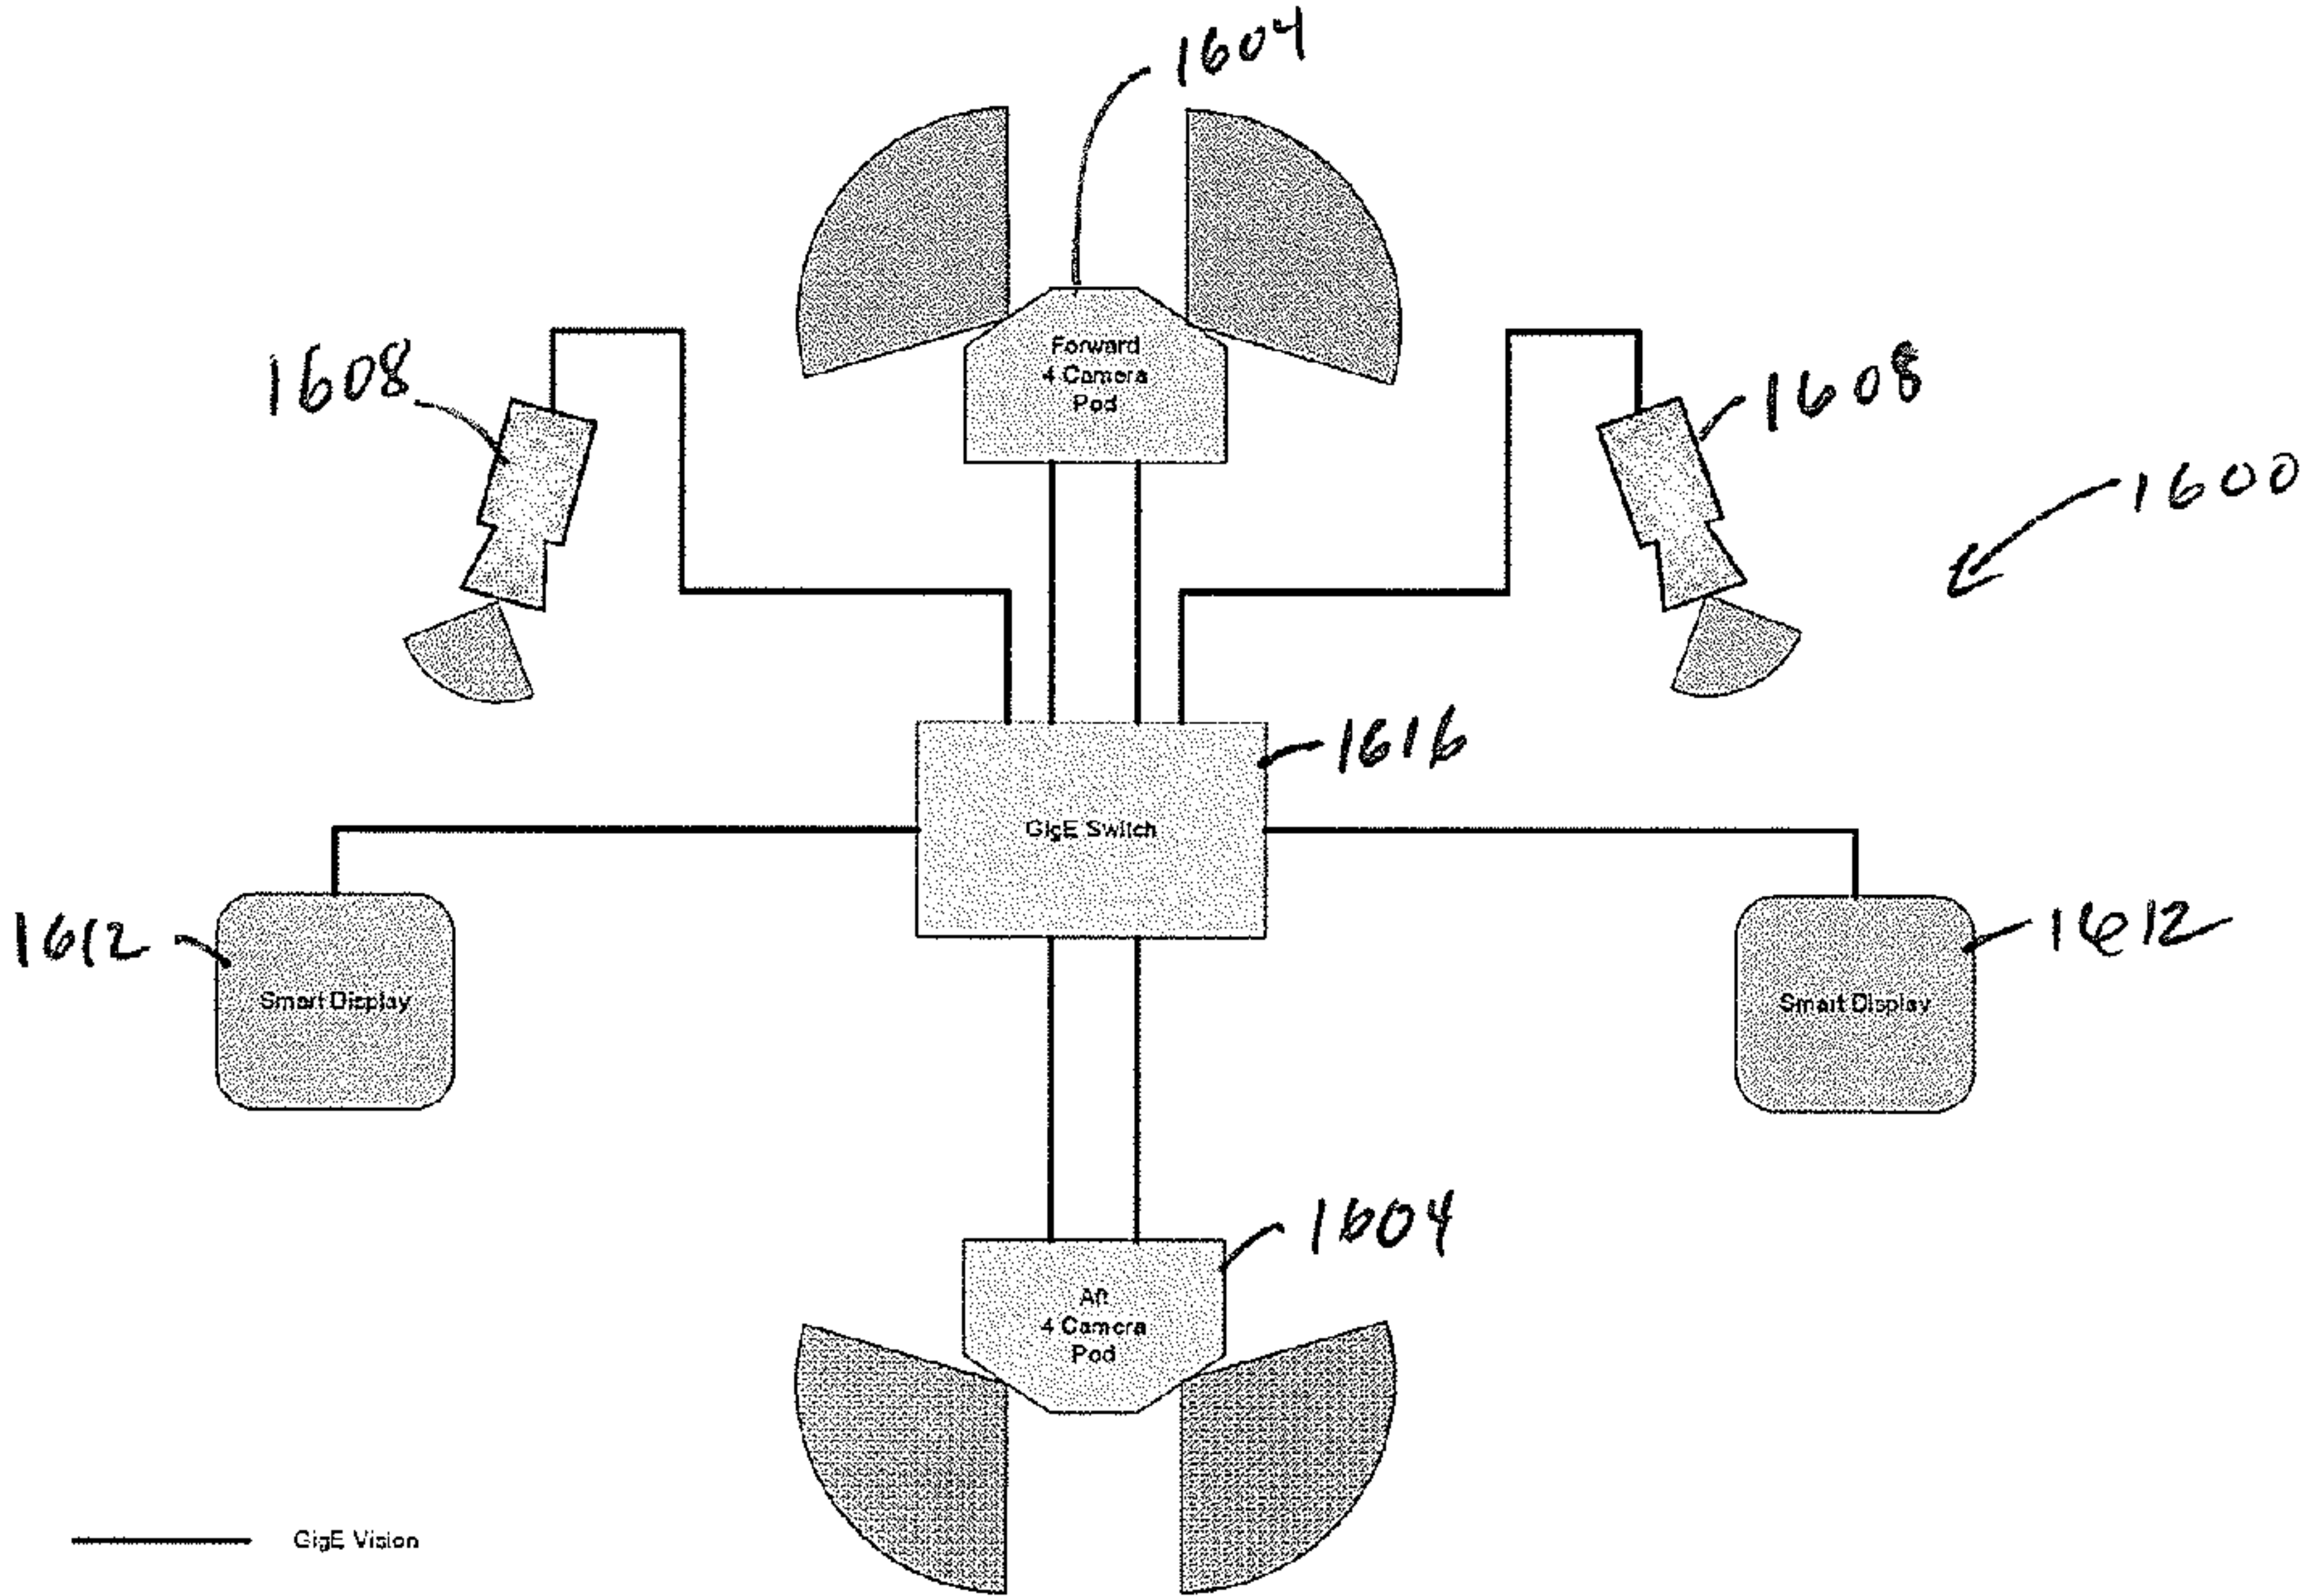 1604
Forward
4 Camera
Pod
1608
1608
1600
1616
GigE Switch
1612
Smart Display
1612
Smart Display
1604
Aft
4 Camera
Pod
GigE Vision